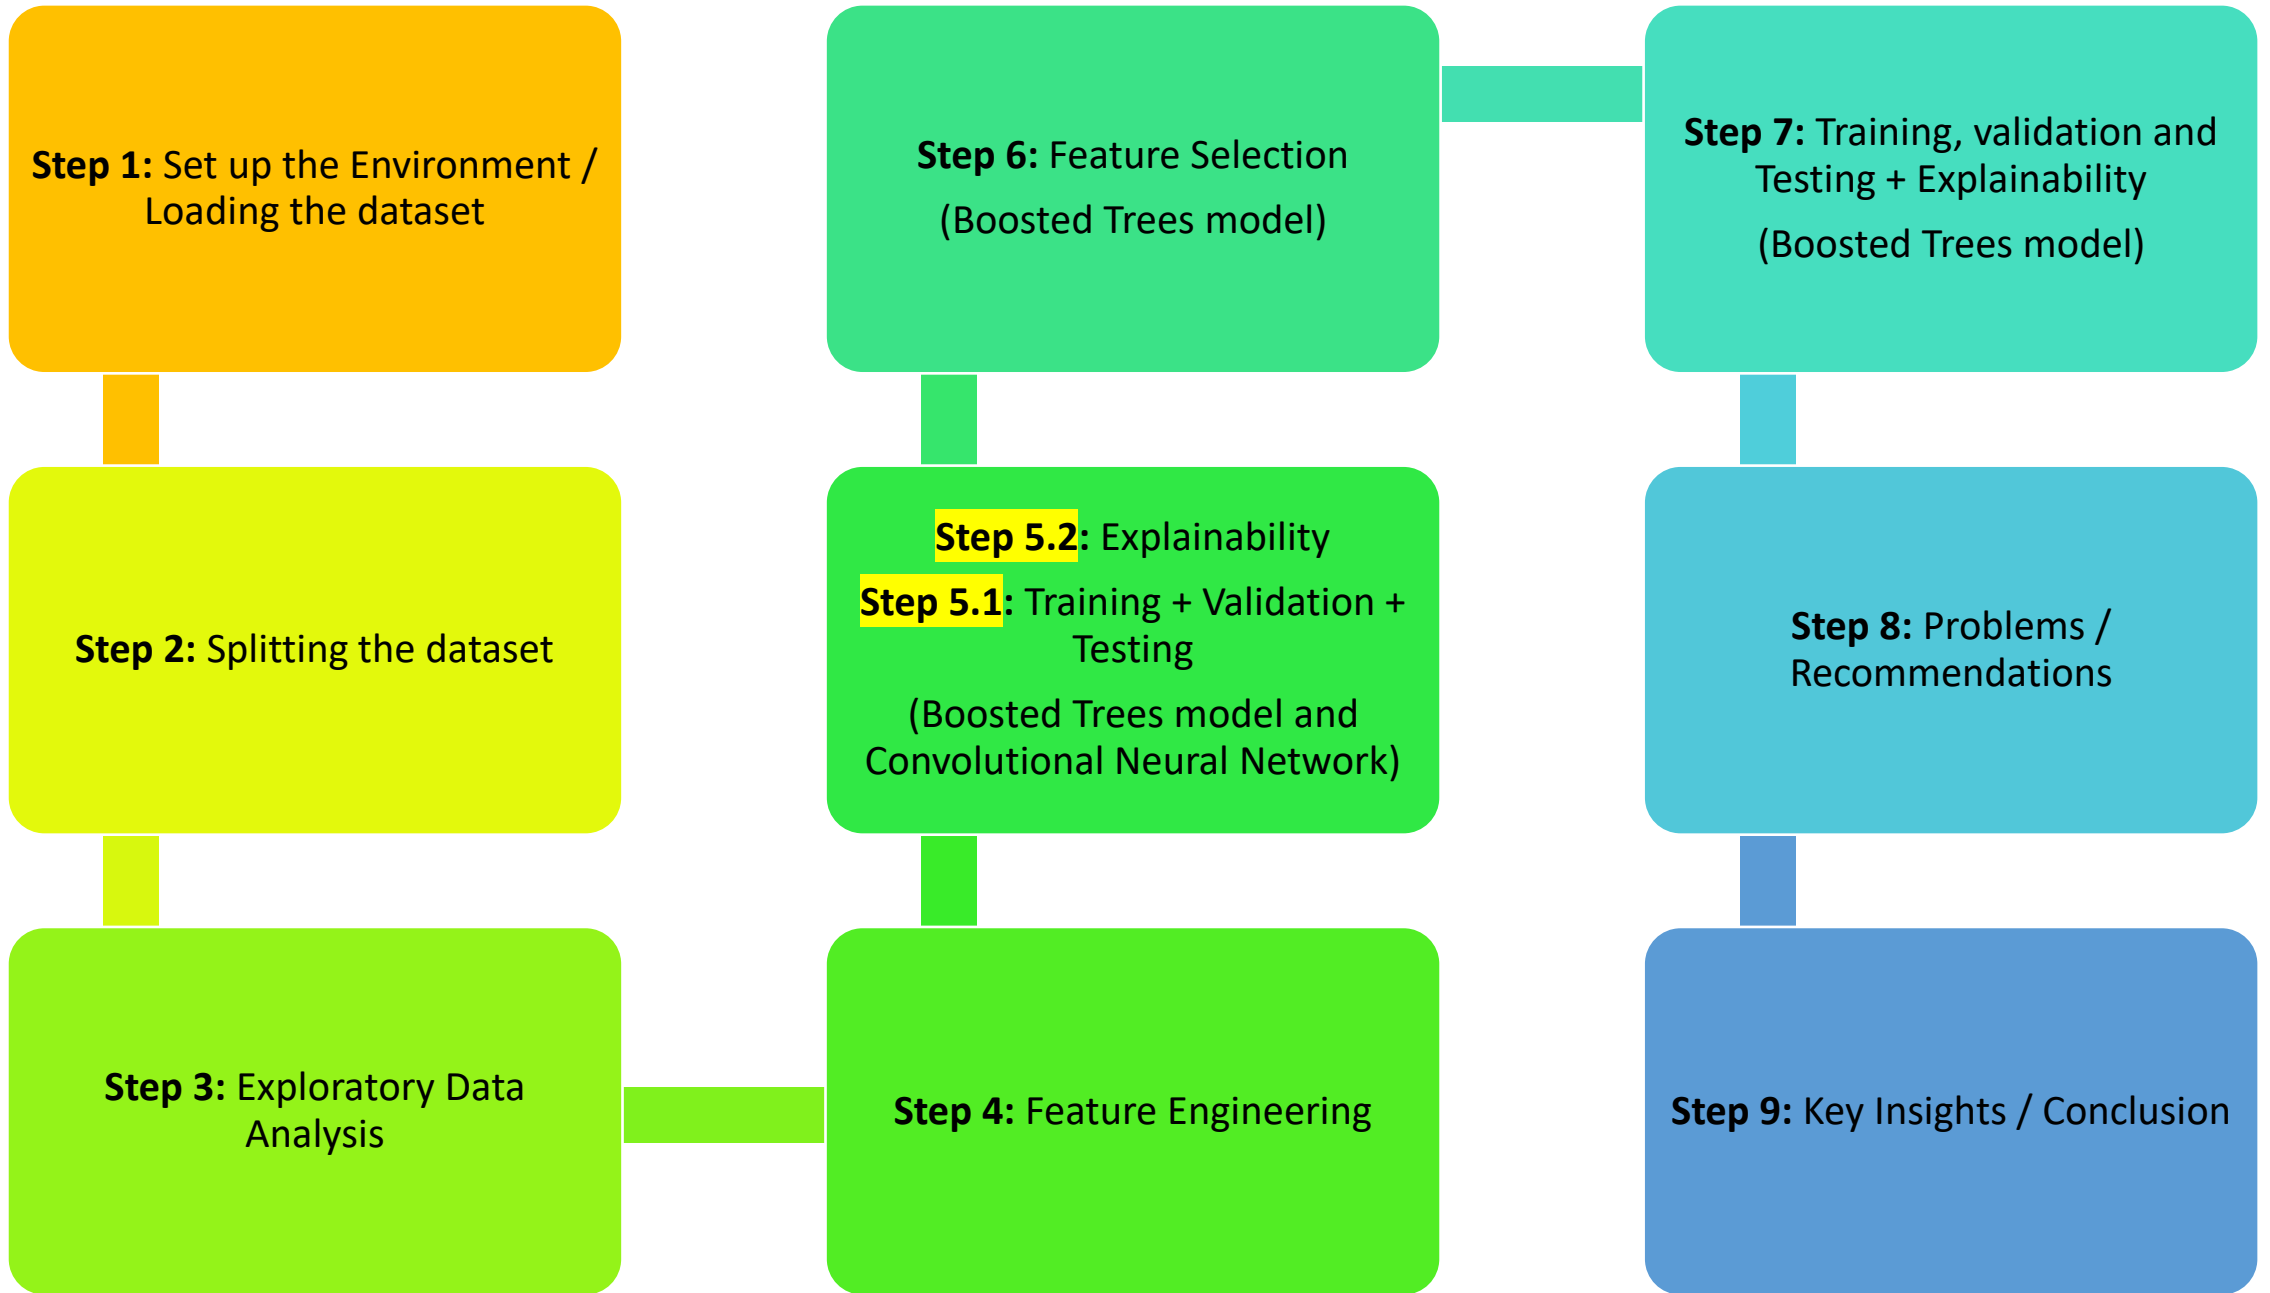 Step 1: Set up the Environment /
Loading the dataset
Step 2: Splitting the dataset
Step 3: Exploratory Data
Analysis
Step 4: Feature Engineering
Step 5.2: Explainability
Step 5.1: Training + Validation +
Testing
(Boosted Trees model and
Convolutional Neural Network)
Step 6: Feature Selection
(Boosted Trees model)
Step 7: Training, validation and
Testing + Explainability
(Boosted Trees model)
Step 8: Problems /
Recommendations
Step 9: Key Insights / Conclusion